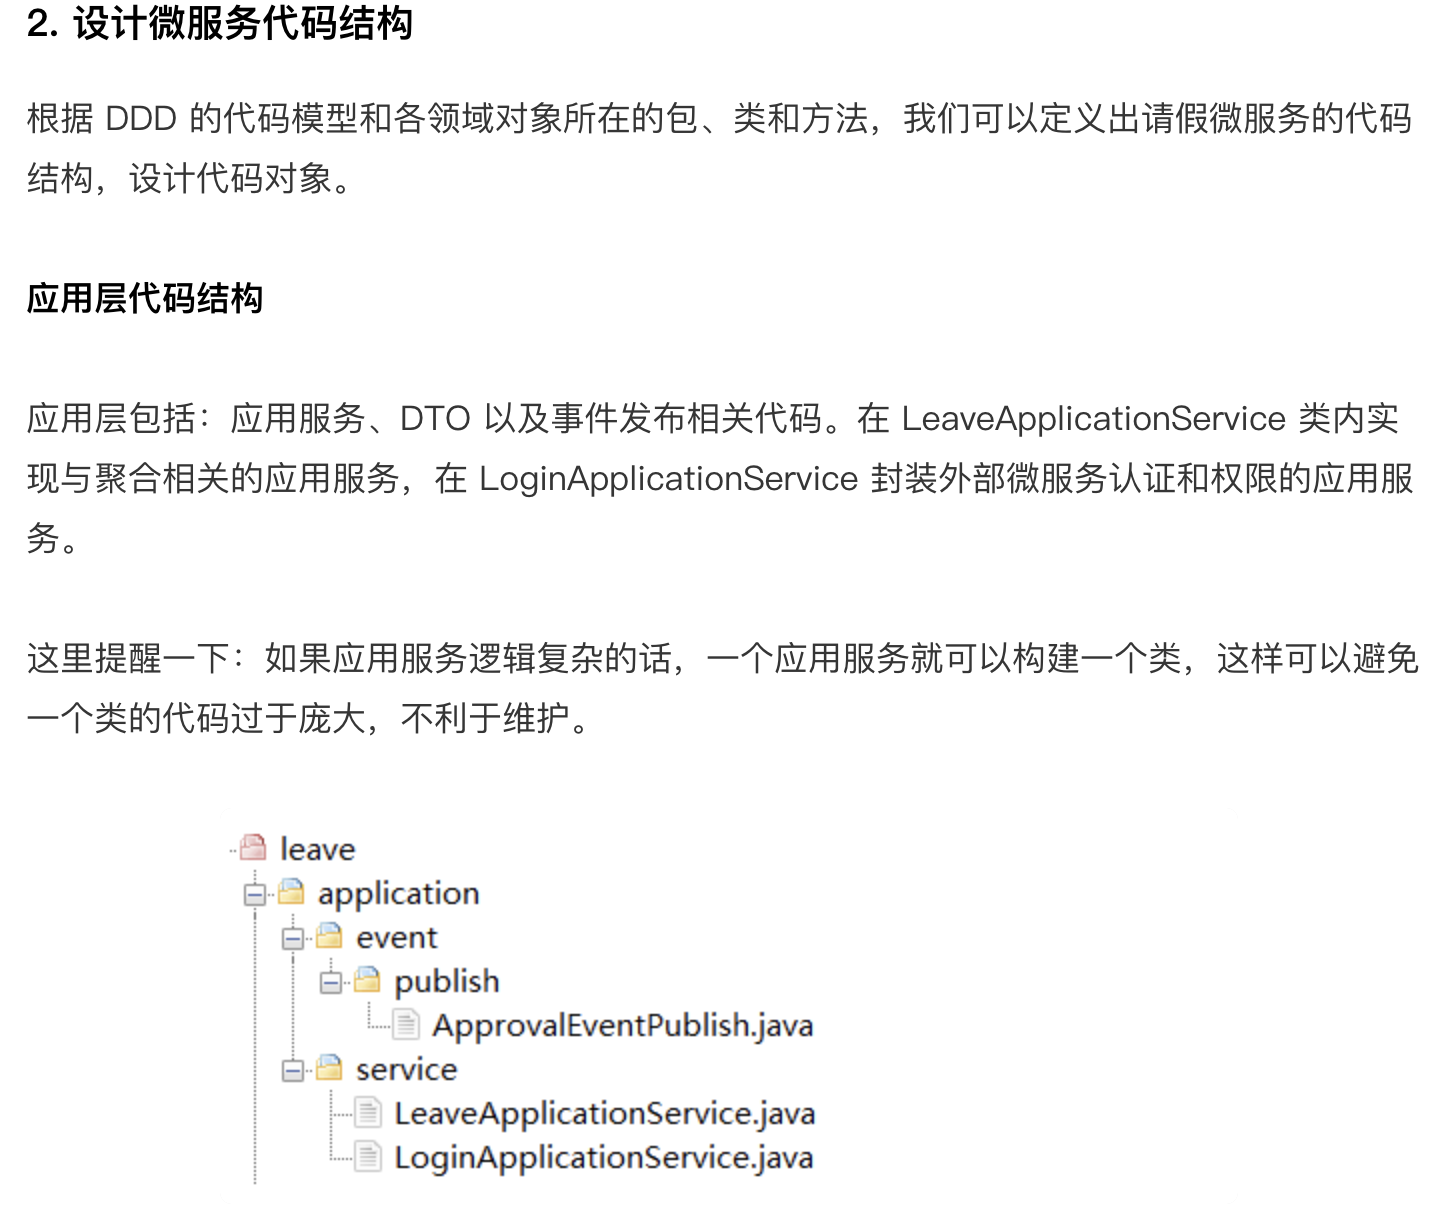 2. 设计微服务代码结构
根据 DDD 的代码模型和各领域对象所在的包、类和方法，我们可以定义出请假微服务的代码
结构，设计代码对象。
应用层代码结构
应用层包括：应用服务、DTO 以及事件发布相关代码。在 LeaveApplicationService 类内实
现与聚合相关的应用服务，在 LoginApplicationService 封装外部微服务认证和权限的应用服
务。
这里提醒一下：如果应用服务逻辑复杂的话，一个应用服务就可以构建一个类，这样可以避免
一个类的代码过于庞大，不利于维护。
leave
application
event
publish
ApprovalEventPublish.java
service
LeaveApplicationService.java
LoginApplicationService.java